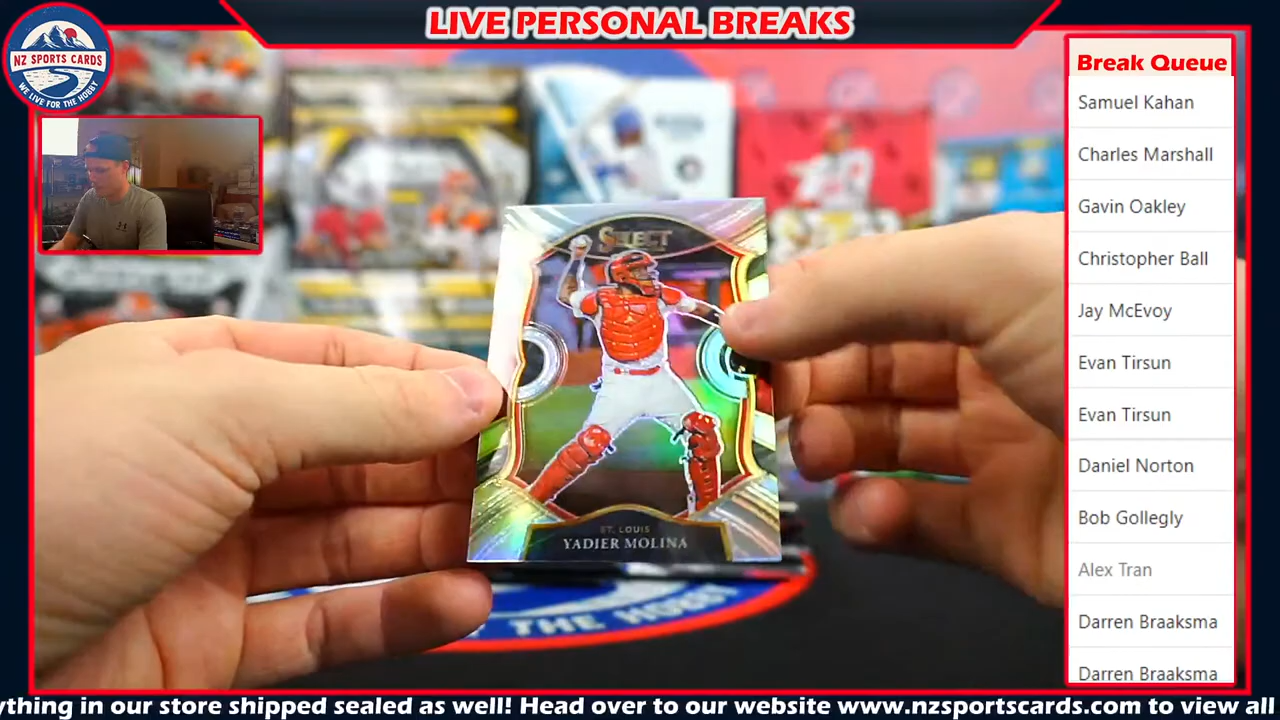 LIVE PERSONAL BREAKS
NZ SPORTS CARDS
WE LIVE FOR THE HOBBY
Break Queue
Samuel Kahan
Charles Marshall
Gavin Oakley
Christopher Ball
Jay McEvoy
Evan Tirsun
Evan Tirsun
Daniel Norton
Bob Gollegly
Alex Tran
Darren Braaksma
Darren Braaksma
SELECT
ST. LOUIS
YADIER MOLINA
THE HOBBY
ything in our store shipped sealed as well! Head over to our website www.nzsportscards.com to view all